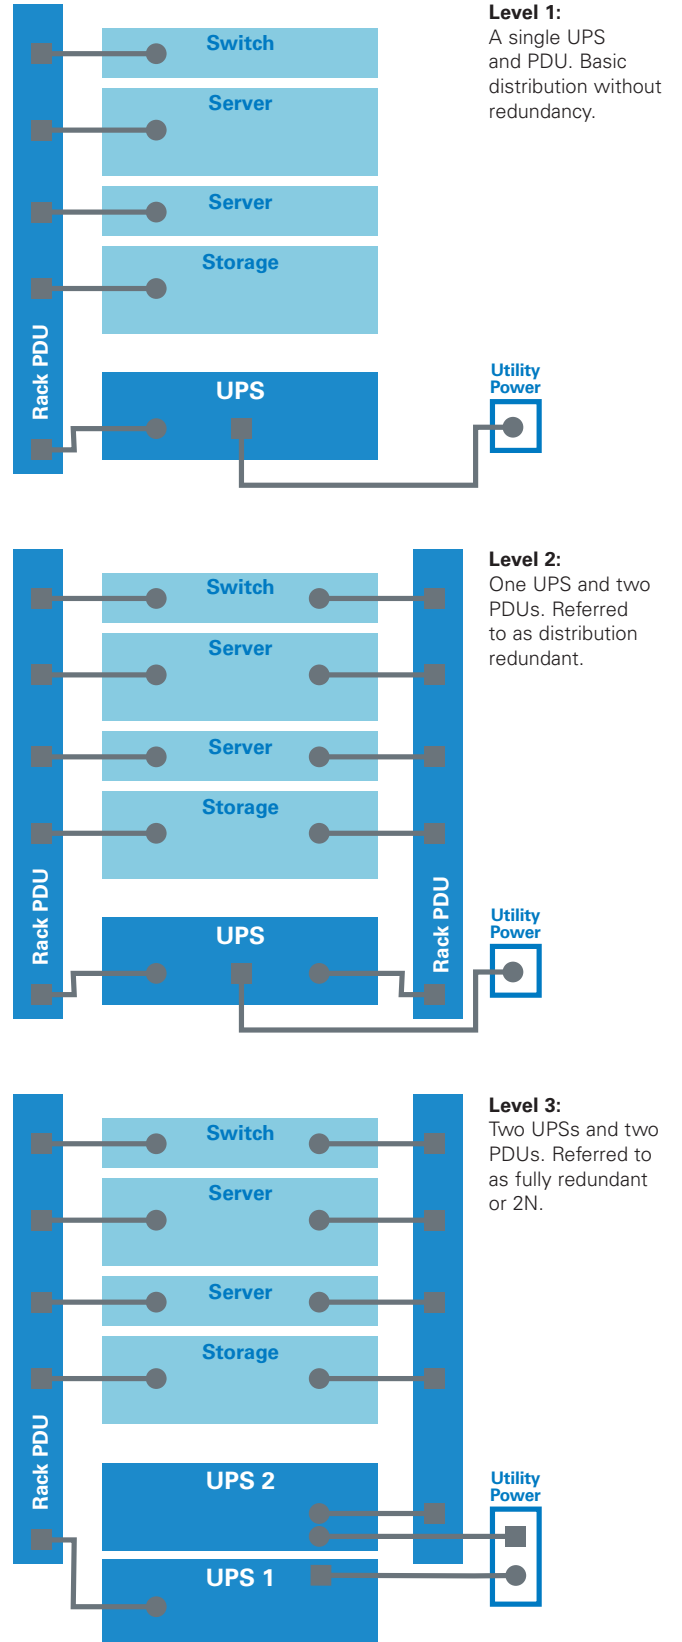 Level 1:
A single UPS
and PDU. Basic
distribution without
redundancy.
Switch
Server
Server
Storage
Rack PDU
UPS
Utility
Power
Level 2:
One UPS and two
PDUs. Referred
to as distribution
redundant.
Switch
Server
Server
Storage
Rack PDU
UPS
Rack PDU
Utility
Power
Level 3:
Two UPSs and two
PDUs. Referred to
as fully redundant
or 2N.
Switch
Server
Server
Storage
Rack PDU
UPS 2
UPS 1
Utility
Power